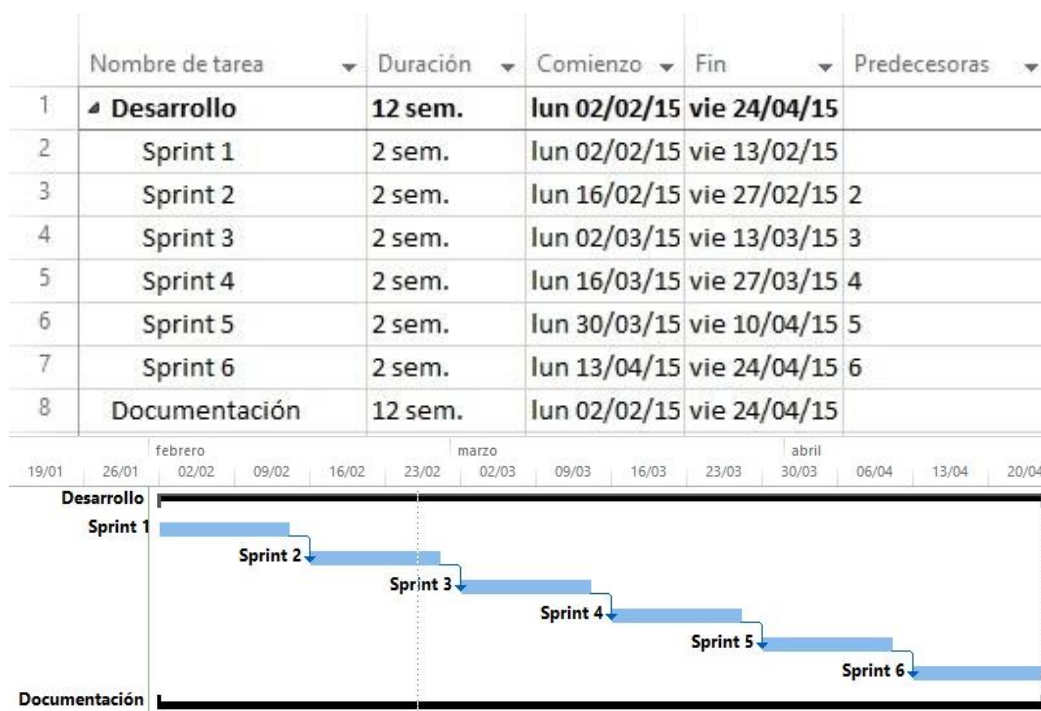 Nombre de tarea Duración Comienzo Fin Predecesoras
1 Desarrollo 12 sem. lun 02/02/15 vie 24/04/15
2 Sprint 1 2 sem. lun 02/02/15 vie 13/02/15
3 Sprint 2 2 sem. lun 16/02/15 vie 27/02/15 2
4 Sprint 3 2 sem. lun 02/03/15 vie 13/03/15 3
5 Sprint 4 2 sem. lun 16/03/15 vie 27/03/15 4
6 Sprint 5 2 sem. lun 30/03/15 vie 10/04/15 5
7 Sprint 6 2 sem. lun 13/04/15 vie 24/04/15 6
8 Documentación 12 sem. lun 02/02/15 vie 24/04/15
febrero marzo abril
19/01 26/01 02/02 09/02 16/02 23/02 02/03 09/03 16/03 23/03 30/03 06/04 13/04 20/04
Desarrollo
Sprint 1
Sprint 2
Sprint 3
Sprint 4
Sprint 5
Sprint 6
Documentación